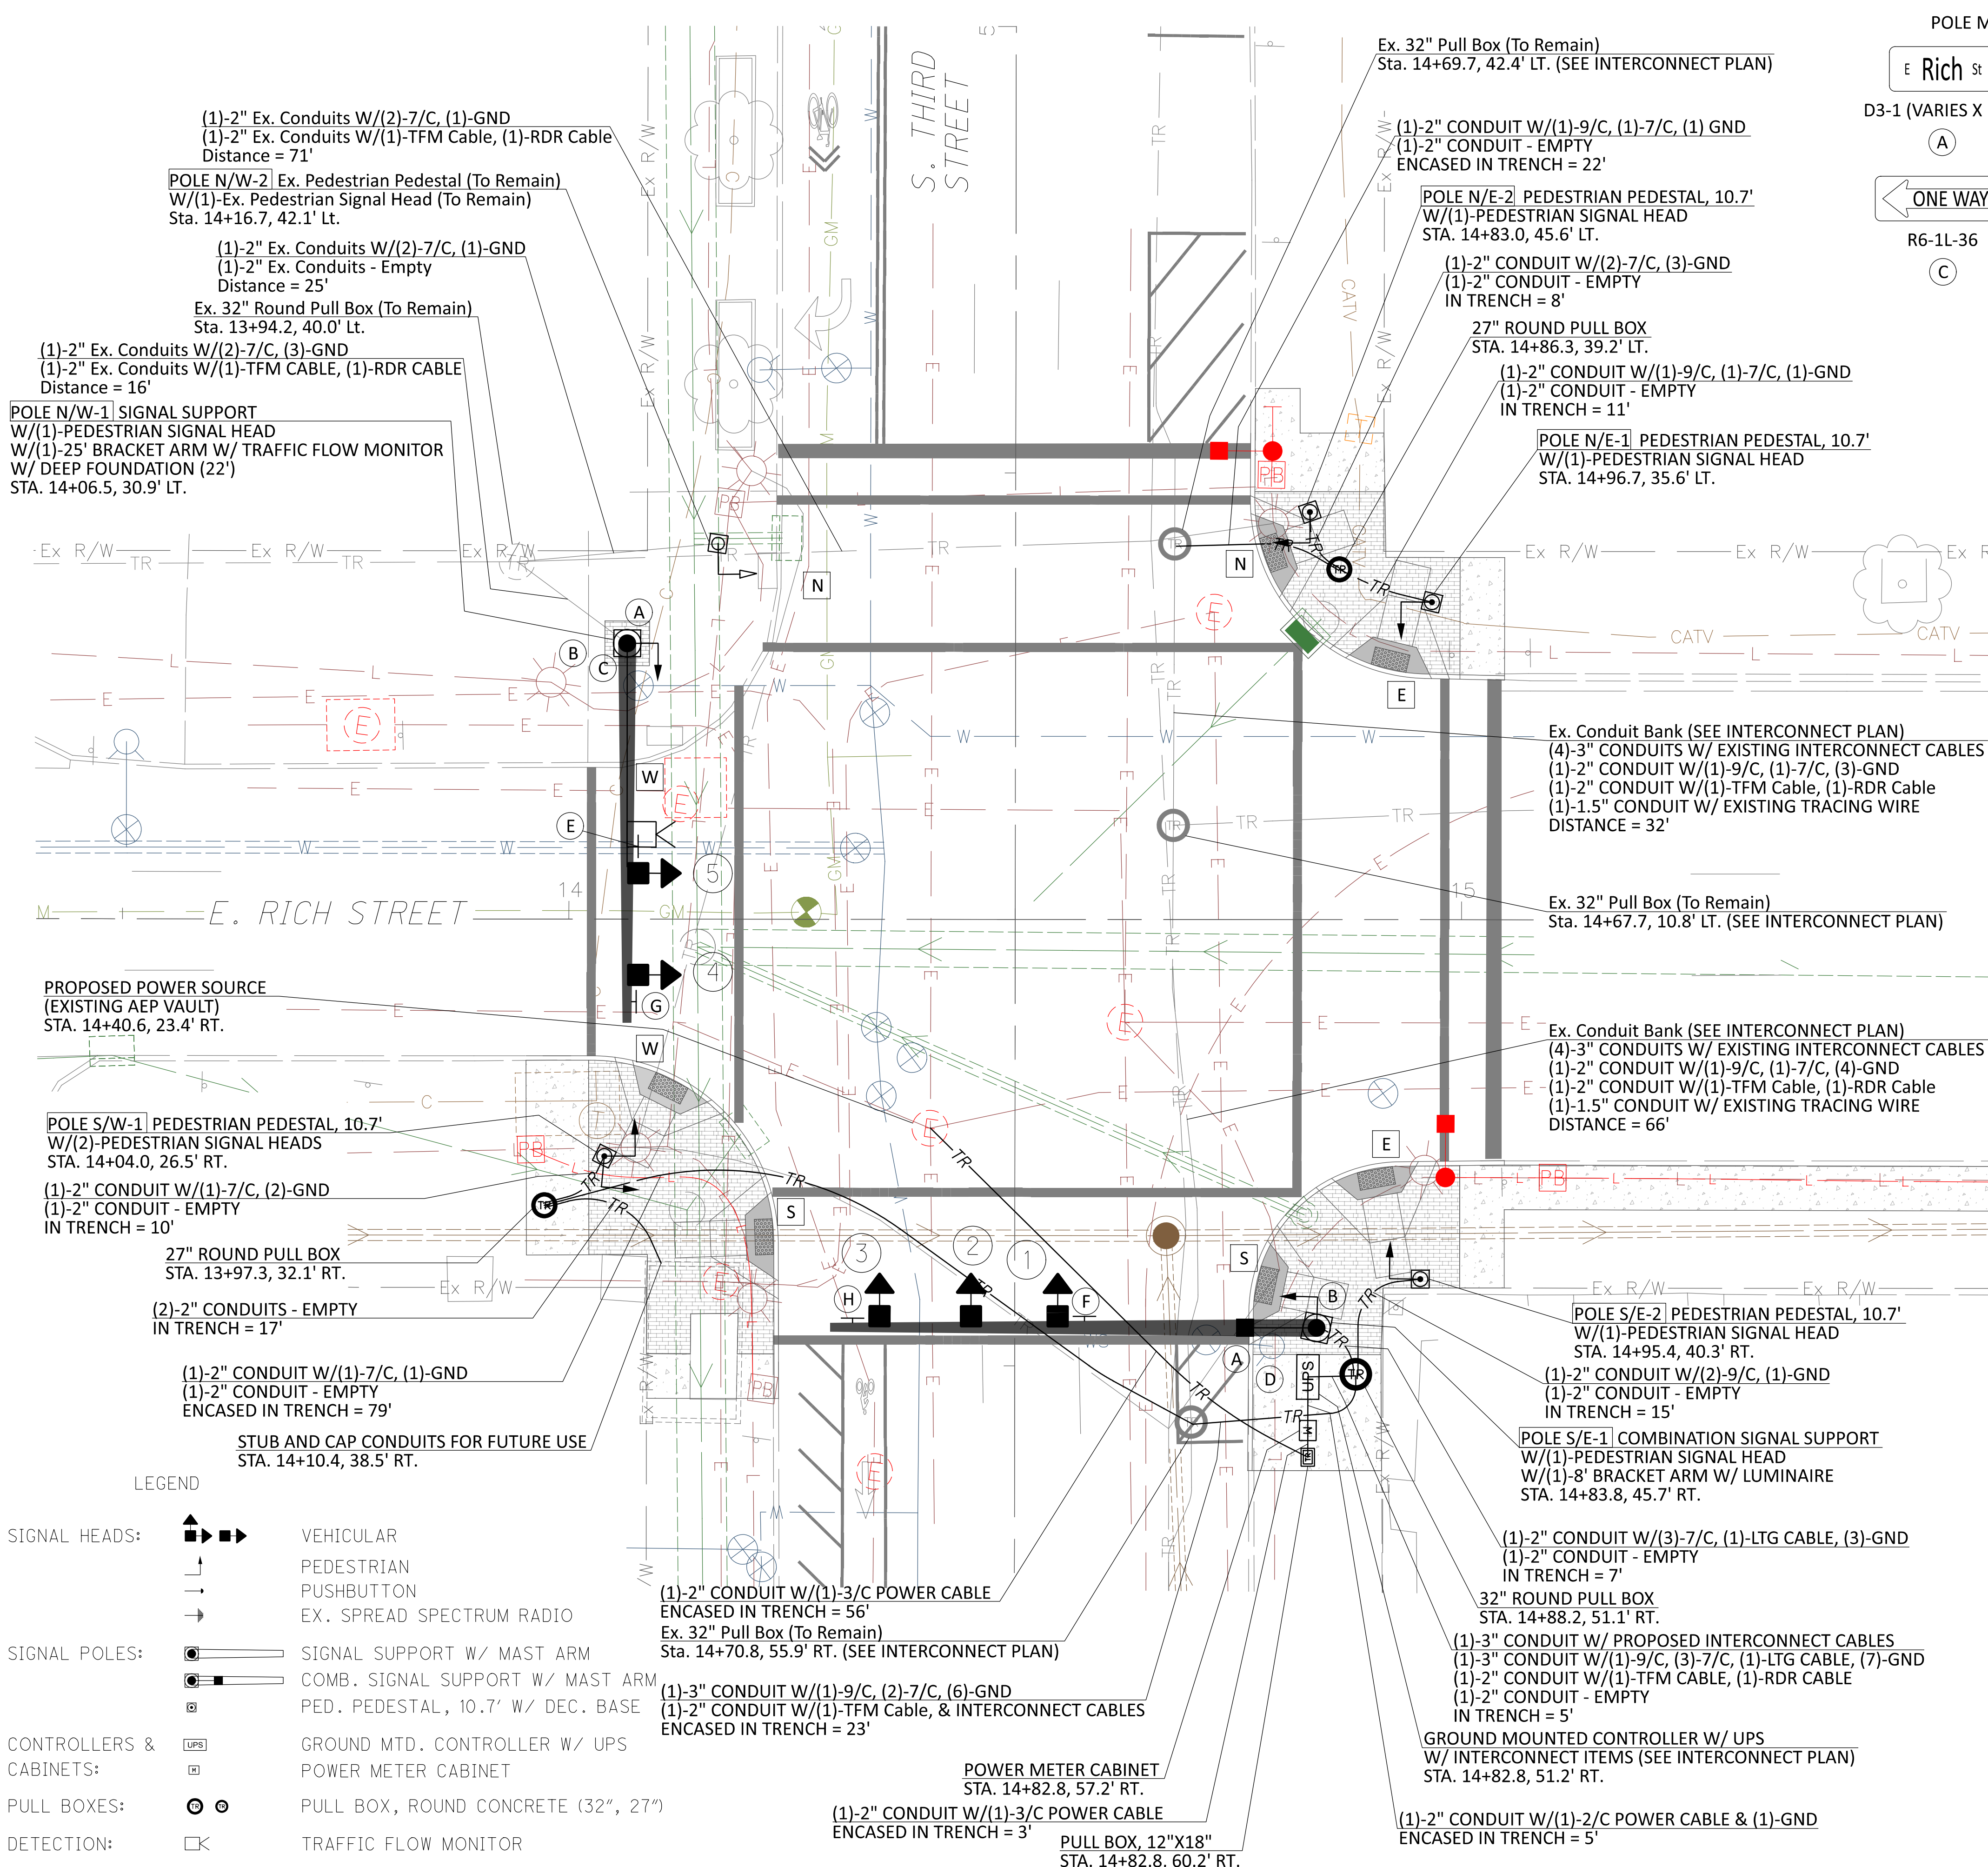 POLE
E Rich St
D3-1 (VARIES X
A
ONE WAY
R6-1L-36
C
Ex. 32" Pull Box (To Remain)
Sta. 14+69.7, 42.4' LT. (SEE INTERCONNECT PLAN)
(1)-2" CONDUIT W/(1)-9/C, (1)-7/C, (1) GND
(1)-2" CONDUIT - EMPTY
ENCASED IN TRENCH = 22'
POLE N/E-2 PEDESTRIAN PEDESTAL, 10.7'
W/(1)-PEDESTRIAN SIGNAL HEAD
STA. 14+83.0, 45.6' LT.
(1)-2" CONDUIT W/(2)-7/C, (3)-GND
(1)-2" CONDUIT - EMPTY
IN TRENCH = 8'
27" ROUND PULL BOX
STA. 14+86.3, 39.2' LT.
(1)-2" CONDUIT W/(1)-9/C, (1)-7/C, (1)-GND
(1)-2" CONDUIT - EMPTY
IN TRENCH = 11'
POLE N/E-1 PEDESTRIAN PEDESTAL, 10.7'
W/(1)-PEDESTRIAN SIGNAL HEAD
STA. 14+96.7, 35.6' LT.
(1)-2" Ex. Conduits W/(2)-7/C, (1)-GND
(1)-2" Ex. Conduits W/(1)-TFM Cable, (1)-RDR Cable
Distance = 71'
POLE N/W-2 Ex. Pedestrian Pedestal (To Remain)
W/(1)-Ex. Pedestrian Signal Head (To Remain)
Sta. 14+16.7, 42.1' Lt.
(1)-2" Ex. Conduits W/(2)-7/C, (1)-GND
(1)-2" Ex. Conduits - Empty
Distance = 25'
Ex. 32" Round Pull Box (To Remain)
Sta. 13+94.2, 40.0' Lt.
(1)-2" Ex. Conduits W/(2)-7/C, (3)-GND
(1)-2" Ex. Conduits W/(1)-TFM CABLE, (1)-RDR CABLE
Distance = 16'
POLE N/W-1 SIGNAL SUPPORT
W/(1)-PEDESTRIAN SIGNAL HEAD
W/(1)-25' BRACKET ARM W/ TRAFFIC FLOW MONITOR
W/ DEEP FOUNDATION (22')
STA. 14+06.5, 30.9' LT.
S. THIRD
STREET
Ex R/W
Ex R/W
Ex R/W
TR
TR
TR
TR
N
N
E
A
B
C
W
E
5
4
G
W
14
15
E. RICH STREET
GM
CATV
CATV
Ex R/W
Ex R/W
Ex. Conduit Bank (SEE INTERCONNECT PLAN)
(4)-3" CONDUITS W/ EXISTING INTERCONNECT CABLES
(1)-2" CONDUIT W/(1)-9/C, (1)-7/C, (3)-GND
(1)-2" CONDUIT W/(1)-TFM Cable, (1)-RDR Cable
(1)-1.5" CONDUIT W/ EXISTING TRACING WIRE
DISTANCE = 32'
Ex. 32" Pull Box (To Remain)
Sta. 14+67.7, 10.8' LT. (SEE INTERCONNECT PLAN)
Ex. Conduit Bank (SEE INTERCONNECT PLAN)
(4)-3" CONDUITS W/ EXISTING INTERCONNECT CABLES
(1)-2" CONDUIT W/(1)-9/C, (1)-7/C, (4)-GND
(1)-2" CONDUIT W/(1)-TFM Cable, (1)-RDR Cable
(1)-1.5" CONDUIT W/ EXISTING TRACING WIRE
DISTANCE = 66'
PROPOSED POWER SOURCE
(EXISTING AEP VAULT)
STA. 14+40.6, 23.4' RT.
POLE S/W-1 PEDESTRIAN PEDESTAL, 10.7'
W/(2)-PEDESTRIAN SIGNAL HEADS
STA. 14+04.0, 26.5' RT.
(1)-2" CONDUIT W/(1)-7/C, (2)-GND
(1)-2" CONDUIT - EMPTY
IN TRENCH = 10'
27" ROUND PULL BOX
STA. 13+97.3, 32.1' RT.
(2)-2" CONDUITS - EMPTY
IN TRENCH = 17'
(1)-2" CONDUIT W/(1)-7/C, (1)-GND
(1)-2" CONDUIT - EMPTY
ENCASED IN TRENCH = 79'
STUB AND CAP CONDUITS FOR FUTURE USE
STA. 14+10.4, 38.5' RT.
PB
PB
PB
PB
PB
S
3
2
1
H
F
S
E
B
A
D
UPS
M
TR
Ex R/W
Ex R/W
Ex R/W
POLE S/E-2 PEDESTRIAN PEDESTAL, 10.7'
W/(1)-PEDESTRIAN SIGNAL HEAD
STA. 14+95.4, 40.3' RT.
(1)-2" CONDUIT W/(2)-9/C, (1)-GND
(1)-2" CONDUIT - EMPTY
IN TRENCH = 15'
POLE S/E-1 COMBINATION SIGNAL SUPPORT
W/(1)-PEDESTRIAN SIGNAL HEAD
W/(1)-8' BRACKET ARM W/ LUMINAIRE
STA. 14+83.8, 45.7' RT.
(1)-2" CONDUIT W/(3)-7/C, (1)-LTG CABLE, (3)-GND
(1)-2" CONDUIT - EMPTY
IN TRENCH = 7'
32" ROUND PULL BOX
STA. 14+88.2, 51.1' RT.
(1)-3" CONDUIT W/ PROPOSED INTERCONNECT CABLES
(1)-3" CONDUIT W/(1)-9/C, (3)-7/C, (1)-LTG CABLE, (7)-GND
(1)-2" CONDUIT W/(1)-TFM CABLE, (1)-RDR CABLE
(1)-2" CONDUIT - EMPTY
IN TRENCH = 5'
GROUND MOUNTED CONTROLLER W/ UPS
W/ INTERCONNECT ITEMS (SEE INTERCONNECT PLAN)
STA. 14+82.8, 51.2' RT.
(1)-2" CONDUIT W/(1)-2/C POWER CABLE & (1)-GND
ENCASED IN TRENCH = 5'
(1)-2" CONDUIT W/(1)-3/C POWER CABLE
ENCASED IN TRENCH = 56'
Ex. 32" Pull Box (To Remain)
Sta. 14+70.8, 55.9' RT. (SEE INTERCONNECT PLAN)
(1)-3" CONDUIT W/(1)-9/C, (2)-7/C, (6)-GND
(1)-2" CONDUIT W/(1)-TFM Cable, & INTERCONNECT CABLES
ENCASED IN TRENCH = 23'
POWER METER CABINET
STA. 14+82.8, 57.2' RT.
(1)-2" CONDUIT W/(1)-3/C POWER CABLE
ENCASED IN TRENCH = 3'
PULL BOX, 12"X18"
STA. 14+82.8, 60.2' RT.
LEGEND
SIGNAL HEADS: VEHICULAR
PEDESTRIAN
PUSHBUTTON
EX. SPREAD SPECTRUM RADIO
SIGNAL POLES: SIGNAL SUPPORT W/ MAST ARM
COMB. SIGNAL SUPPORT W/ MAST ARM
PED. PEDESTAL, 10.7' W/ DEC. BASE
CONTROLLERS & UPS GROUND MTD. CONTROLLER W/ UPS
CABINETS: M POWER METER CABINET
PULL BOXES: TR TR PULL BOX, ROUND CONCRETE (32", 27")
DETECTION: TRAFFIC FLOW MONITOR